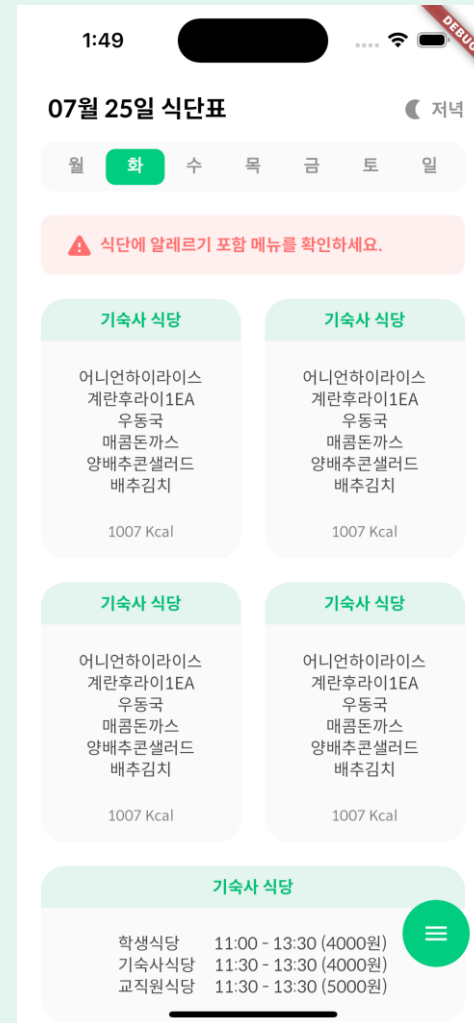 1:49
DEBUG
07월 25일 식단표
저녁
월 화 수 목 금 토 일
식단에 알레르기 포함 메뉴를 확인하세요.
기숙사 식당
어니언하이라이스
계란후라이1EA
우동국
매콤돈까스
양배추콘샐러드
배추김치
1007 Kcal
기숙사 식당
어니언하이라이스
계란후라이1EA
우동국
매콤돈까스
양배추콘샐러드
배추김치
1007 Kcal
기숙사 식당
어니언하이라이스
계란후라이1EA
우동국
매콤돈까스
양배추콘샐러드
배추김치
1007 Kcal
기숙사 식당
어니언하이라이스
계란후라이1EA
우동국
매콤돈까스
양배추콘샐러드
배추김치
1007 Kcal
기숙사 식당
학생식당 11:00 - 13:30 (4000원)
기숙사식당 11:30 - 13:30 (4000원)
교직원식당 11:30 - 13:30 (5000원)